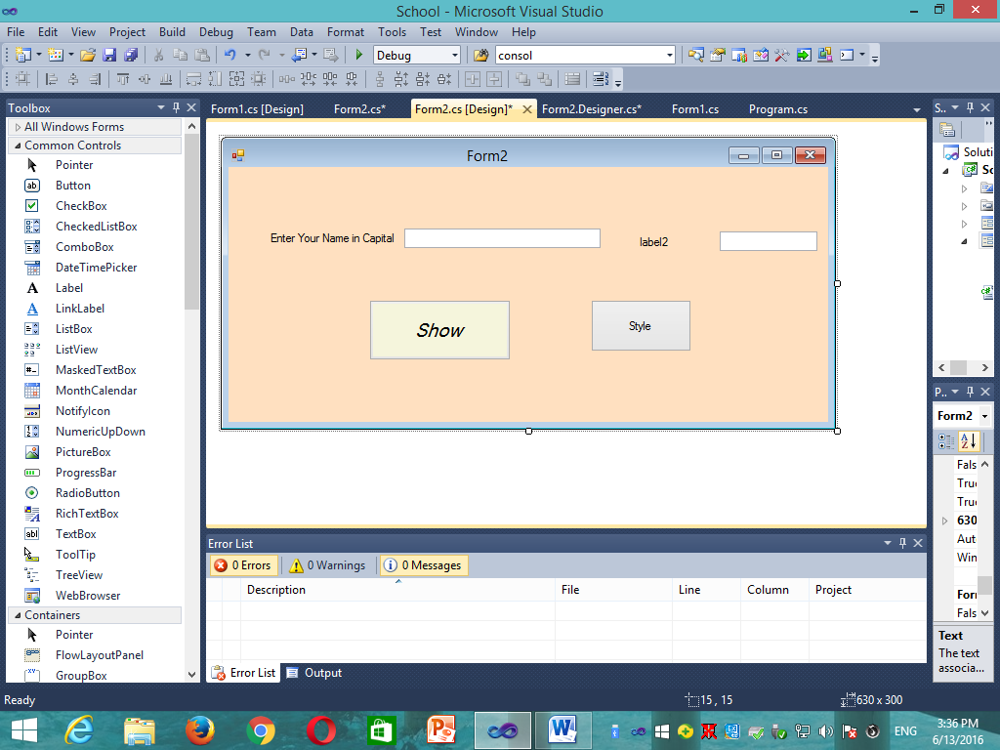 School - Microsoft Visual Studio
File Edit View Project Build Debug Team Data Format Tools Test Window Help
Debug consol
Toolbox
Form1.cs [Design] Form2.cs* Form2.cs [Design]* Form2.Designer.cs* Form1.cs Program.cs
S..
All Windows Forms
Common Controls
Pointer
Button
CheckBox
CheckedListBox
ComboBox
DateTimePicker
Label
LinkLabel
ListBox
ListView
MaskedTextBox
MonthCalendar
NotifyIcon
NumericUpDown
PictureBox
ProgressBar
RadioButton
RichTextBox
TextBox
ToolTip
TreeView
WebBrowser
Containers
Pointer
FlowLayoutPanel
GroupBox
Form2
Enter Your Name in Capital
label2
Show
Style
Soluti
Sc
P..
Form2
Fals
True
True
630
Aut
Win
Forr
Fals
Text
The text
associa...
Error List
0 Errors 0 Warnings 0 Messages
Description File Line Column Project
Error List Output
Ready 15 , 15 630 x 300
ENG
3:36 PM
6/13/2016